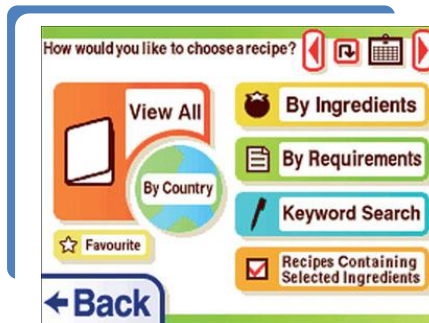 How would you like to choose a recipe?
View All
By Country
Favourite
By Ingredients
By Requirements
Keyword Search
Recipes Containing
Selected Ingredients
Back